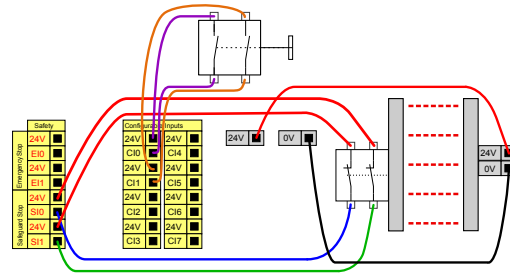 Safety
Emergency Stop
24V
EI0
24V
EI1
Safeguard Stop
24V
SI0
24V
SI1
Configurable Inputs
24V 24V
CI0 CI4
24V 24V
CI1 CI5
24V 24V
CI2 CI6
24V 24V
CI3 CI7
24V 0V
24V
0V